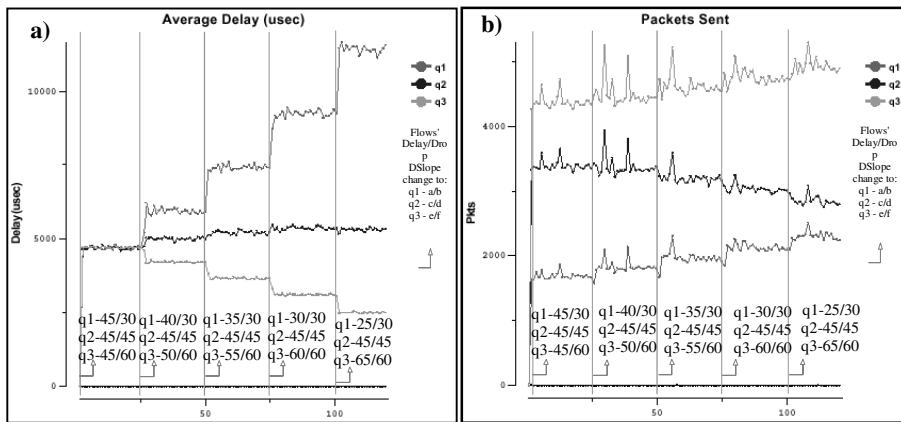 Average Delay (usec)
a)
q1
q2
q3
10000
5000
0
50
100
Delay(usec)
Flows'
Delay/Dro
p
DSlope
change to:
q1 - a/b
q2 - c/d
q3 - e/f
q1-45/30
q2-45/45
q3-45/60
q1-40/30
q2-45/45
q3-50/60
q1-35/30
q2-45/45
q3-55/60
q1-30/30
q2-45/45
q3-60/60
q1-25/30
q2-45/45
q3-65/60
Packets Sent
b)
q1
q2
q3
4000
2000
0
50
100
Pkts
Flows'
Delay/Dro
p
DSlope
change to:
q1 - a/b
q2 - c/d
q3 - e/f
q1-45/30
q2-45/45
q3-45/60
q1-40/30
q2-45/45
q3-50/60
q1-35/30
q2-45/45
q3-55/60
q1-30/30
q2-45/45
q3-60/60
q1-25/30
q2-45/45
q3-65/60